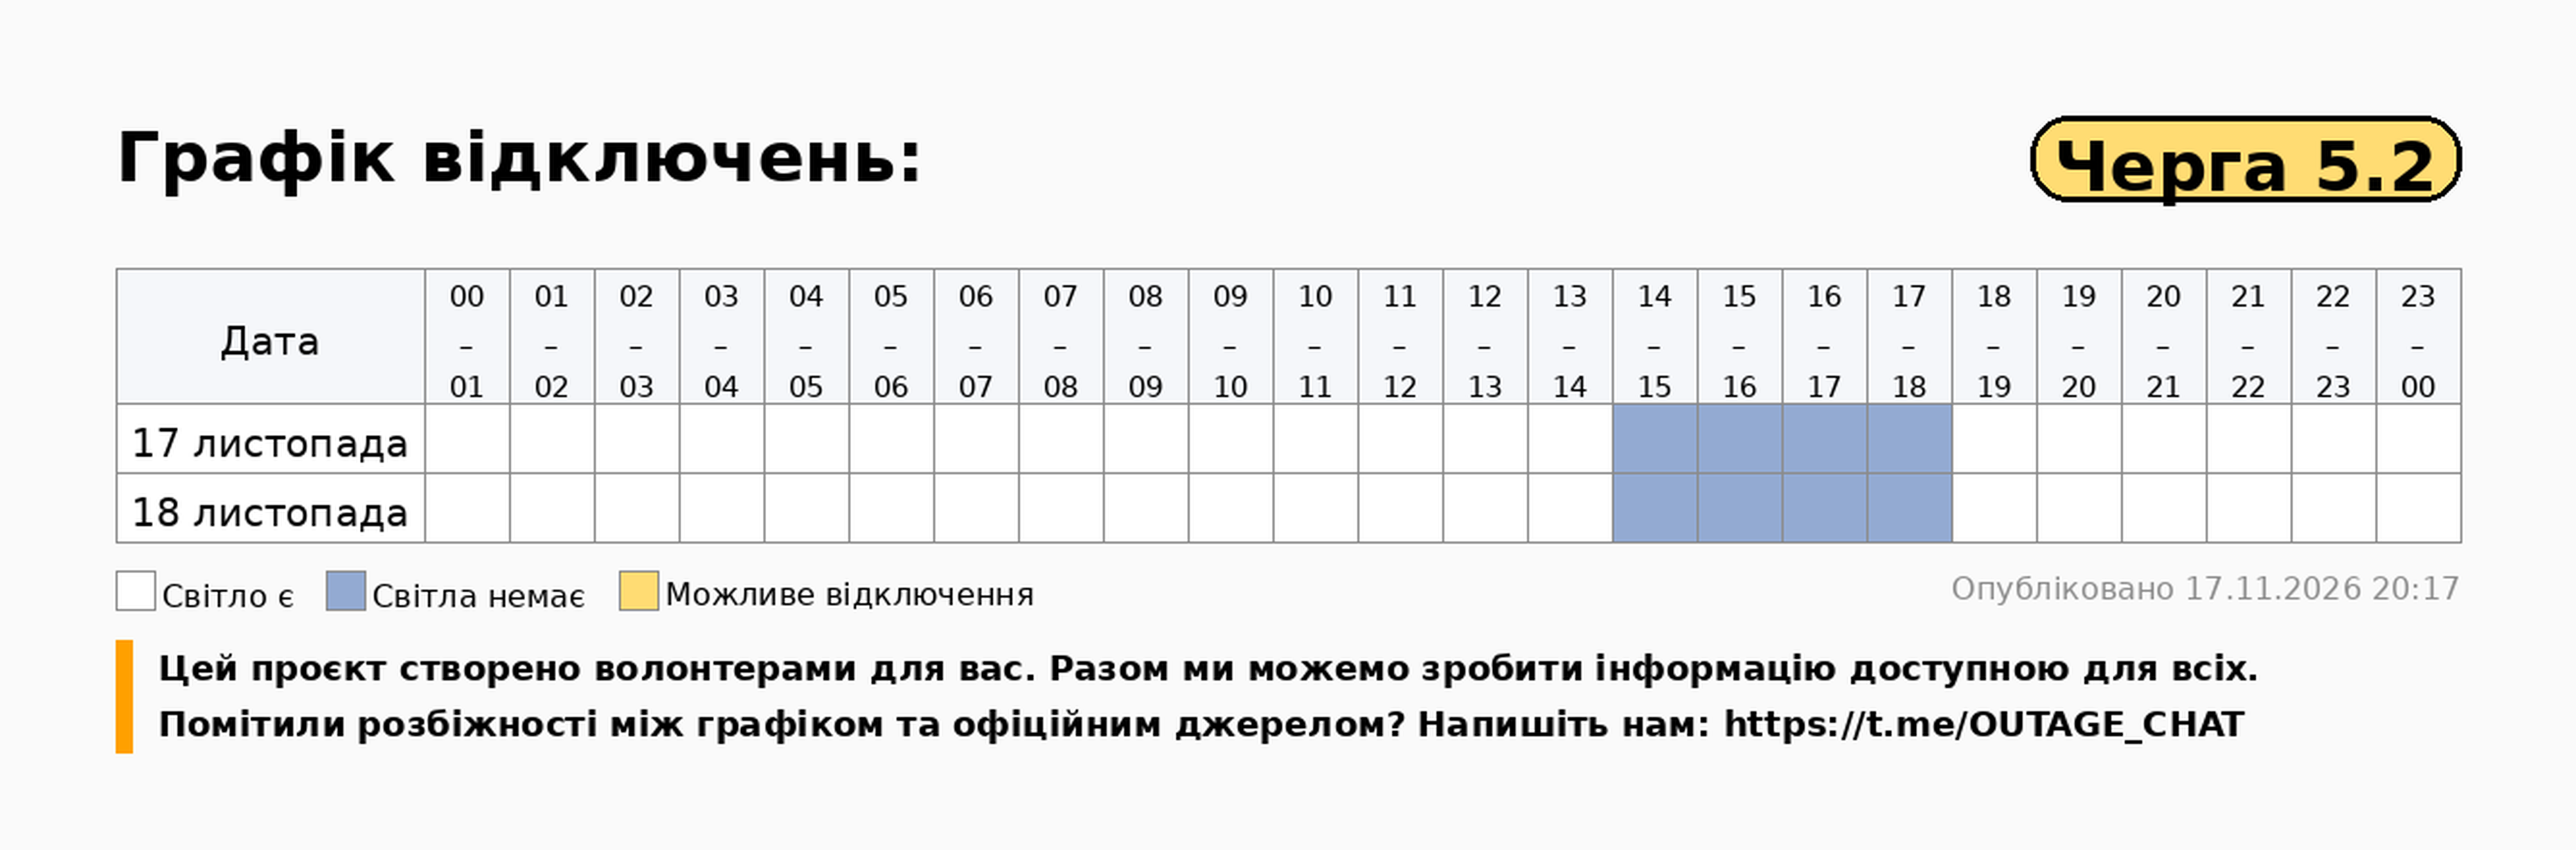 Графік відключень:
Черга 5.2
Дата 00 – 01 01 – 02 02 – 03 03 – 04 04 – 05 05 – 06 06 – 07 07 – 08 08 – 09 09 – 10 10 – 11 11 – 12 12 – 13 13 – 14 14 – 15 15 – 16 16 – 17 17 – 18 18 – 19 19 – 20 20 – 21 21 – 22 22 – 23 23 – 00
17 листопада
18 листопада
Світло є Світла немає Можливе відключення
Опубліковано 17.11.2026 20:17
Цей проєкт створено волонтерами для вас. Разом ми можемо зробити інформацію доступною для всіх.
Помітили розбіжності між графіком та офіційним джерелом? Напишіть нам: https://t.me/OUTAGE_CHAT